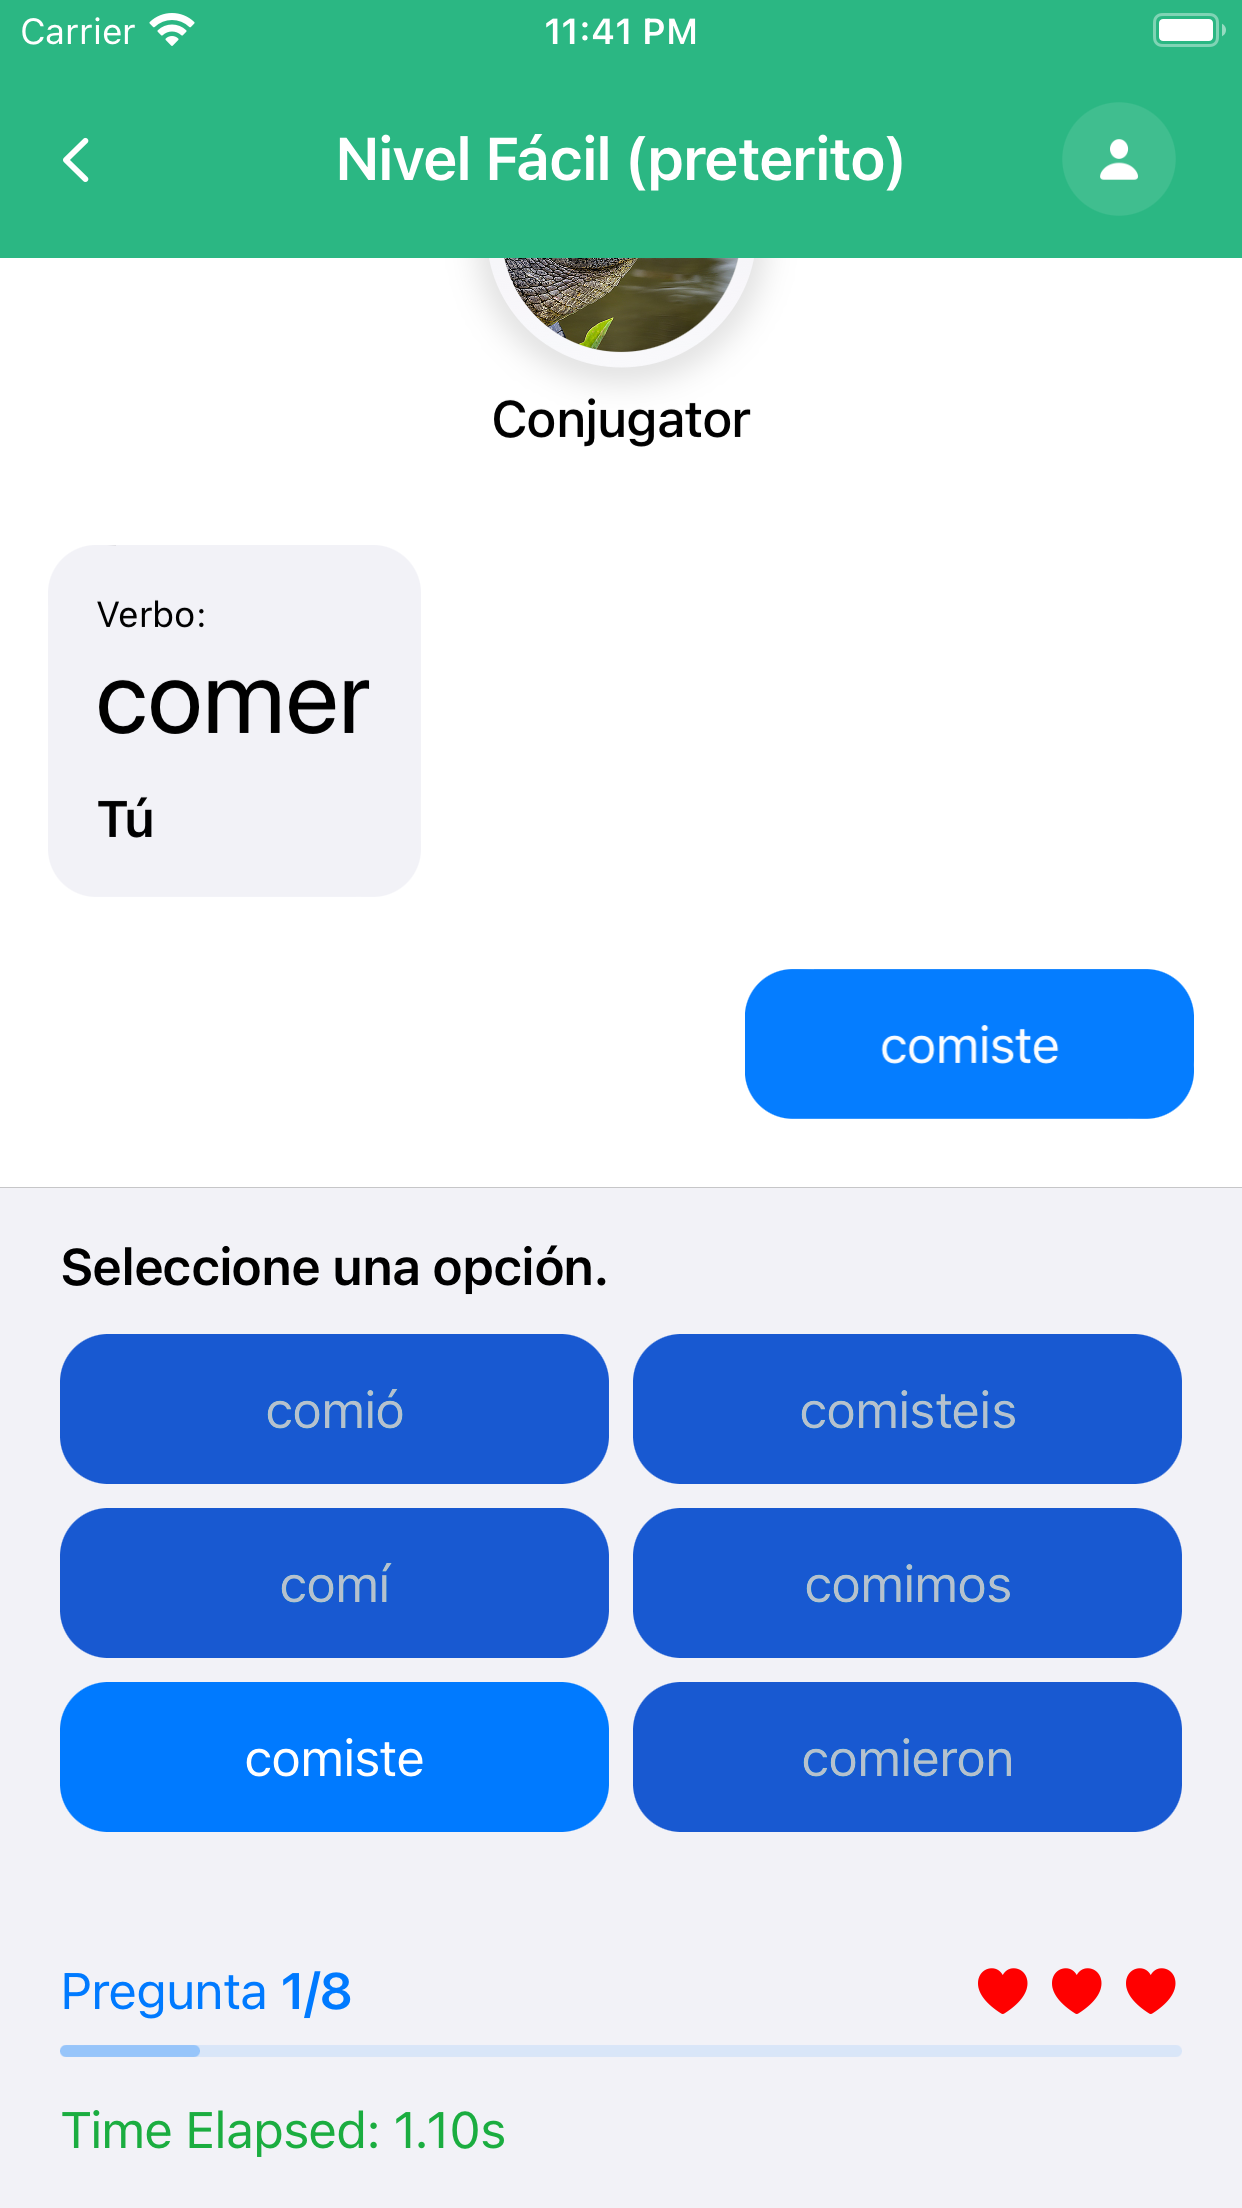 Carrier 11:41 PM
Nivel Fácil (preterito)
Conjugator
Verbo:
comer
Tú
comiste
Seleccione una opción.
comió comisteis
comí comimos
comiste comieron
Pregunta 1/8
Time Elapsed: 1.10s